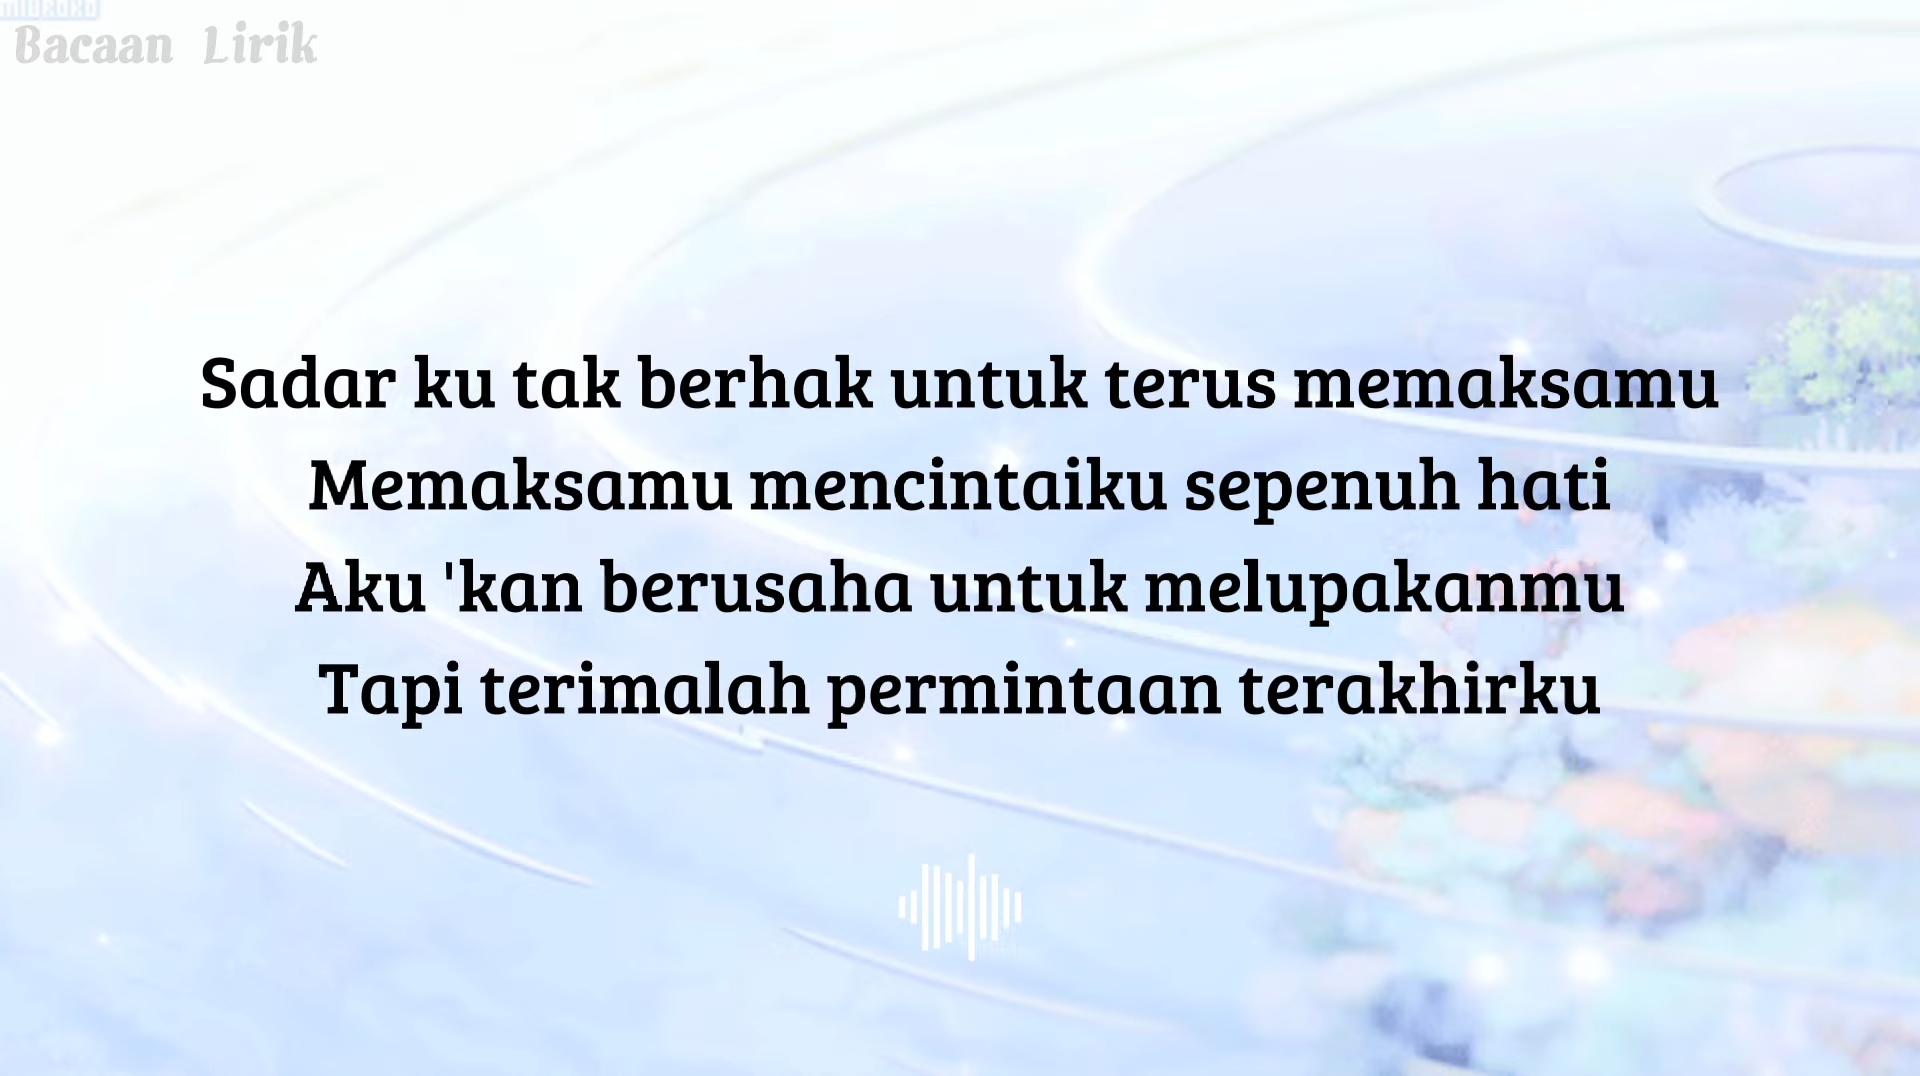 Bacaan Lirik
Sadar ku tak berhak untuk terus memaksamu
Memaksamu mencintaiku sepenuh hati
Aku 'kan berusaha untuk melupakanmu
Tapi terimalah permintaan terakhirku